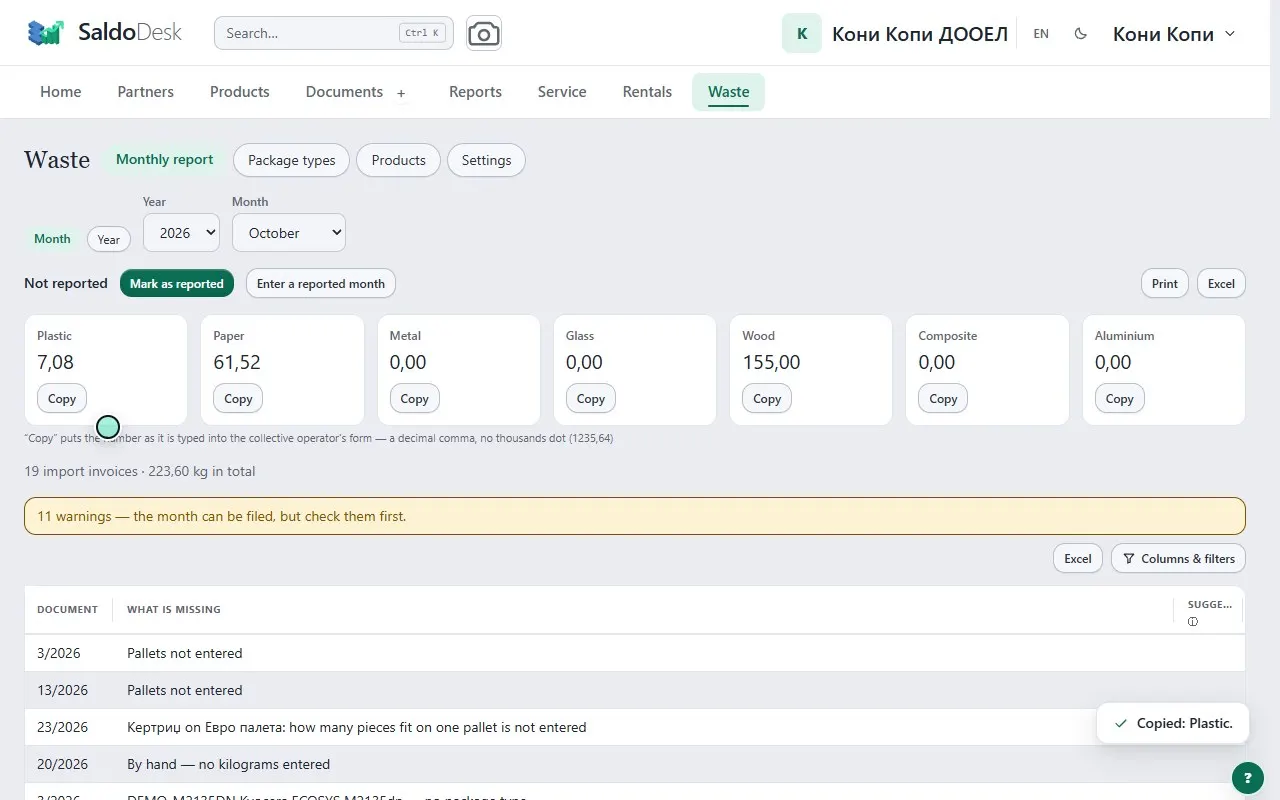 SaldoDesk
Search... Ctrl K
K Кони Копи ДООЕЛ EN Кони Копи
Home Partners Products Documents + Reports Service Rentals Waste
Waste Monthly report Package types Products Settings
Year Month
Month Year 2026 October
Not reported Mark as reported Enter a reported month Print Excel
Plastic Paper Metal Glass Wood Composite Aluminium
7,08 61,52 0,00 0,00 155,00 0,00 0,00
Copy Copy Copy Copy Copy Copy Copy
"Copy" puts the number as it is typed into the collective operator's form — a decimal comma, no thousands dot (1235,64)
19 import invoices · 223,60 kg in total
11 warnings — the month can be filed, but check them first.
Excel Columns & filters
DOCUMENT WHAT IS MISSING SUGGE...
3/2026 Pallets not entered
13/2026 Pallets not entered
23/2026 Кертриџ on Евро палета: how many pieces fit on one pallet is not entered
Copied: Plastic.
20/2026 By hand — no kilograms entered
?